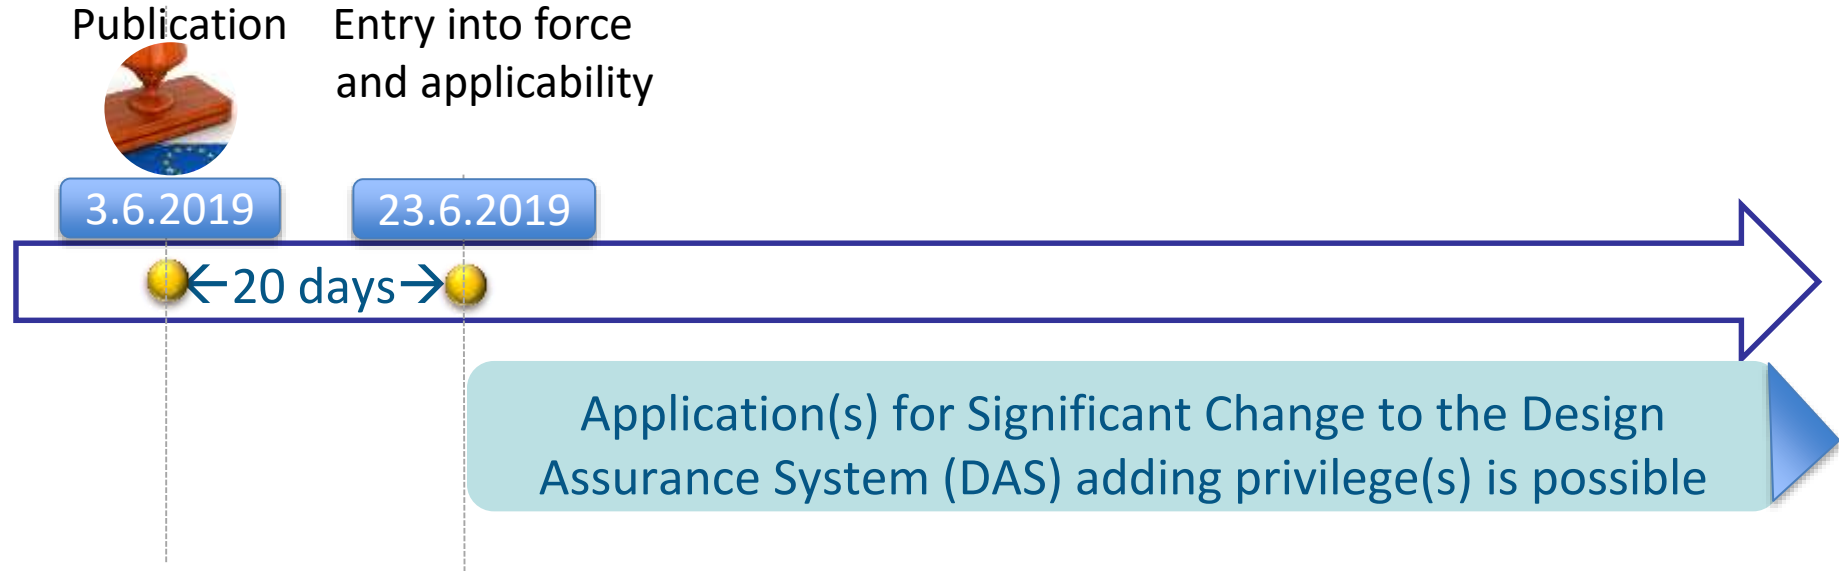 Publication
Entry into force
and applicability
3.6.2019
23.6.2019
←20 days→
Application(s) for Significant Change to the Design
Assurance System (DAS) adding privilege(s) is possible